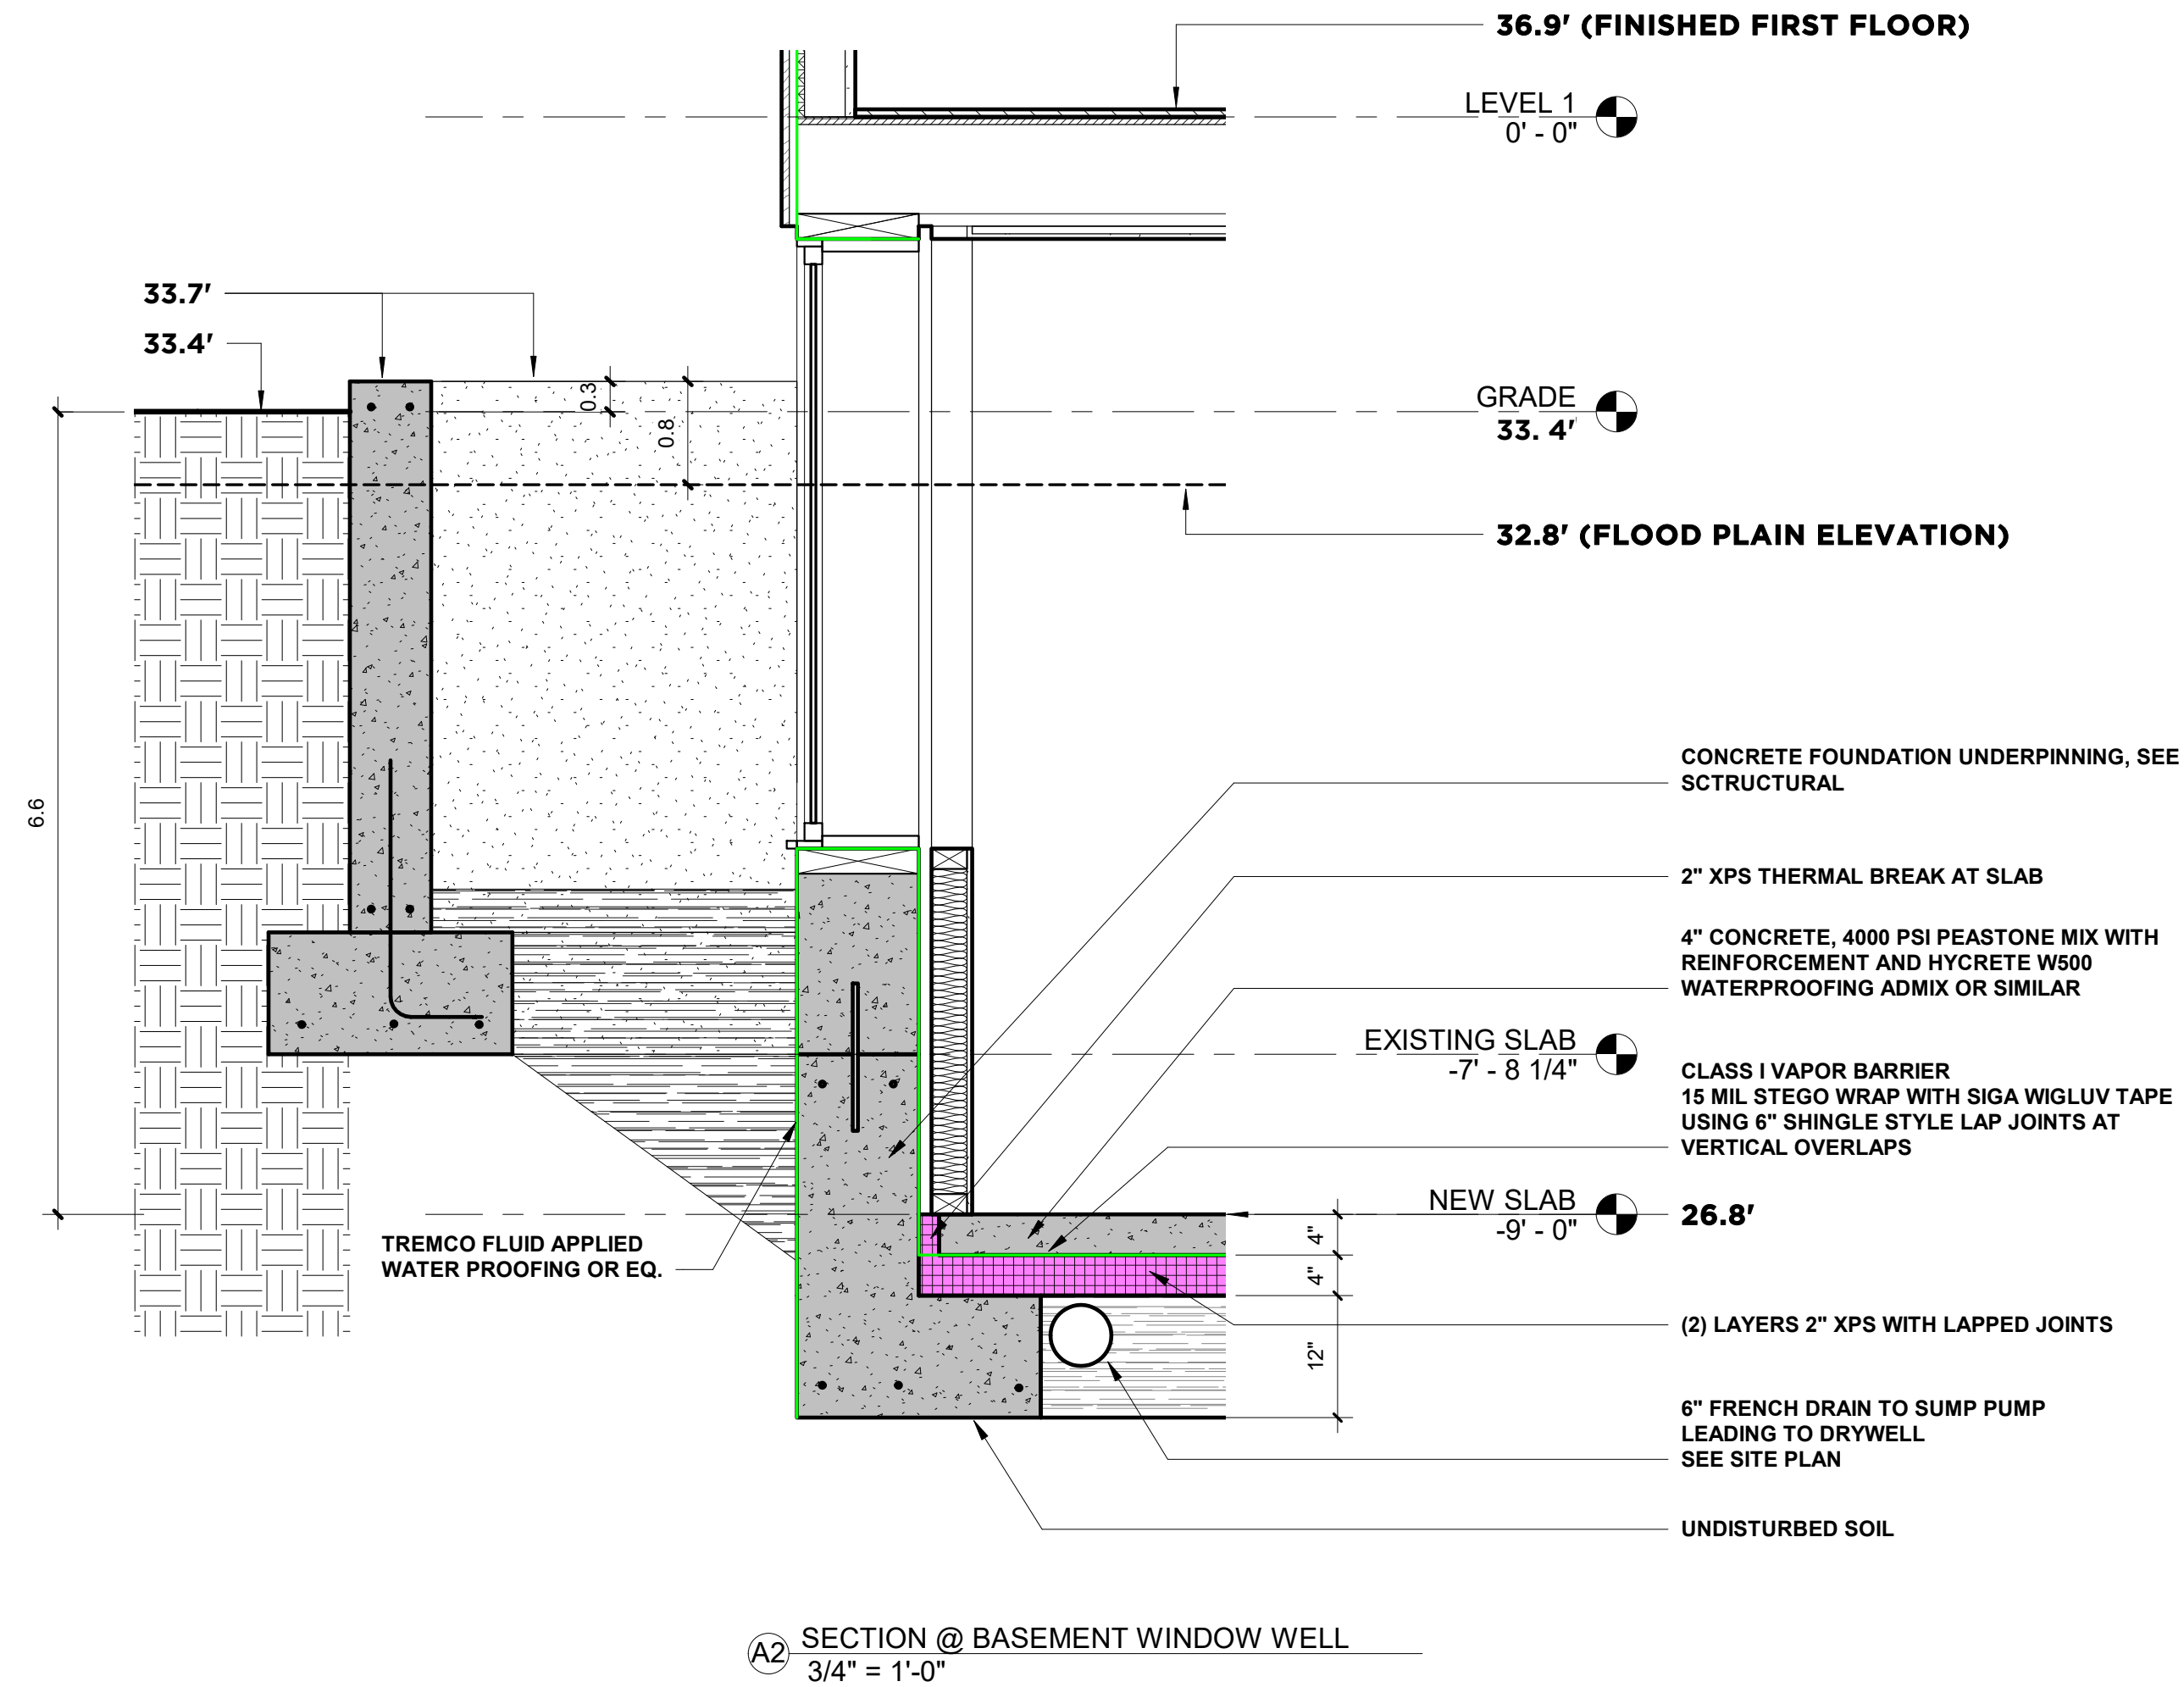 36.9' (FINISHED FIRST FLOOR)
LEVEL 1
0' - 0"
33.7'
33.4'
0.3
0.8
GRADE
33. 4'
32.8' (FLOOD PLAIN ELEVATION)
6.6
CONCRETE FOUNDATION UNDERPINNING, SEE
SCTRUCTURAL
2" XPS THERMAL BREAK AT SLAB
4" CONCRETE, 4000 PSI PEASTONE MIX WITH
REINFORCEMENT AND HYCRETE W500
WATERPROOFING ADMIX OR SIMILAR
EXISTING SLAB
-7' - 8 1/4"
CLASS I VAPOR BARRIER
15 MIL STEGO WRAP WITH SIGA WIGLUV TAPE
USING 6" SHINGLE STYLE LAP JOINTS AT
VERTICAL OVERLAPS
NEW SLAB
-9' - 0"
26.8'
TREMCO FLUID APPLIED
WATER PROOFING OR EQ.
4"
4"
12"
(2) LAYERS 2" XPS WITH LAPPED JOINTS
6" FRENCH DRAIN TO SUMP PUMP
LEADING TO DRYWELL
SEE SITE PLAN
UNDISTURBED SOIL
A2
SECTION @ BASEMENT WINDOW WELL
3/4" = 1'-0"